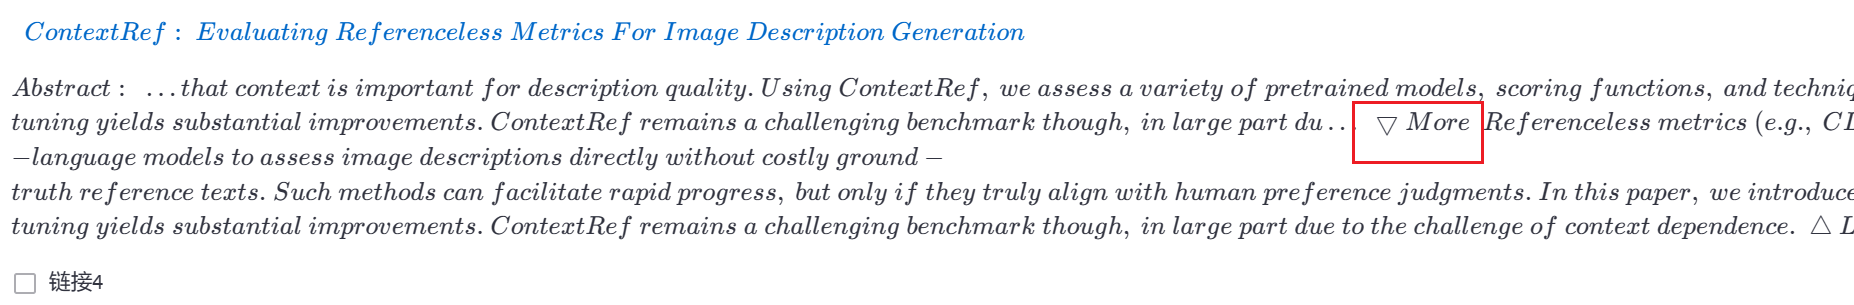 ContextRef : Evaluating Referenceless Metrics For Image Description Generation
Abstract : ...that context is important for description quality. Using ContextRef, we assess a variety of pretrained models, scoring functions, and techniq
tuning yields substantial improvements. ContextRef remains a challenging benchmark though, in large part du... ▽ More Referenceless metrics (e.g., CL
−language models to assess image descriptions directly without costly ground −
truth reference texts. Such methods can facilitate rapid progress, but only if they truly align with human preference judgments. In this paper, we introduce
tuning yields substantial improvements. ContextRef remains a challenging benchmark though, in large part due to the challenge of context dependence. △ L
链接4